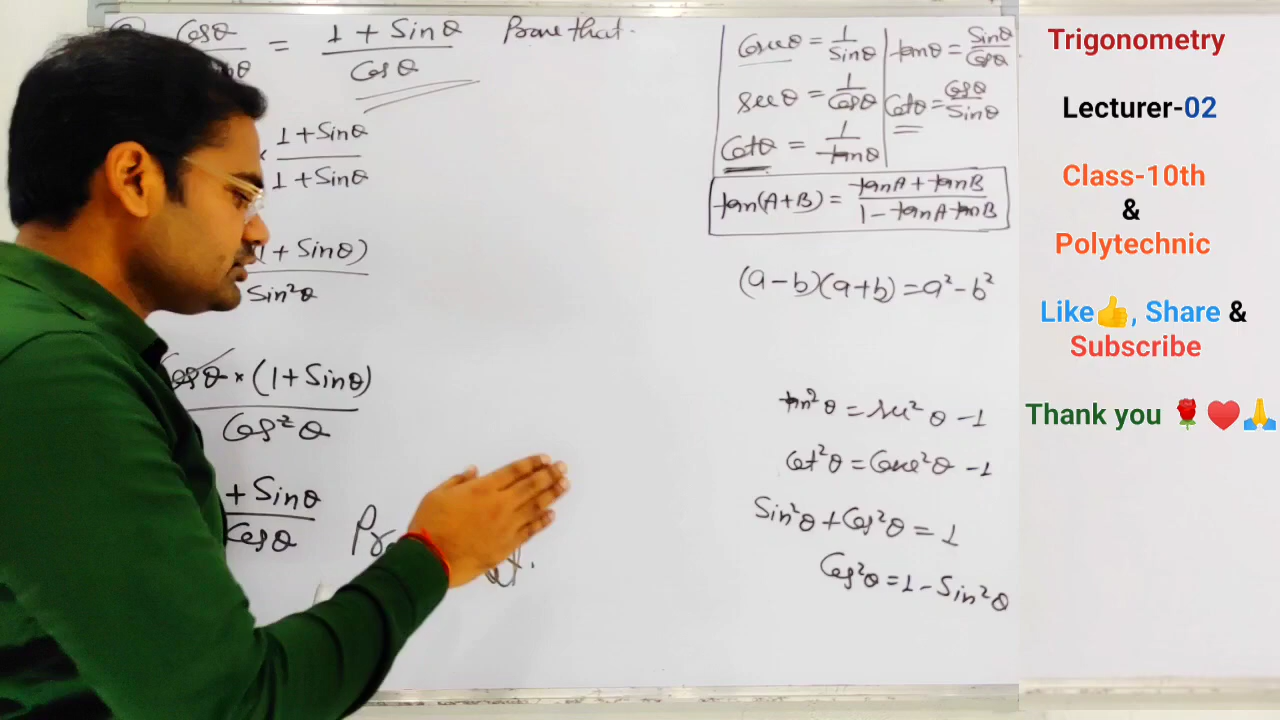 Cosθ / = 1 + Sinθ / Cosθ Prove that.
× 1 + Sinθ / 1 + Sinθ
(1 + Sinθ) / Sin²θ
Cosθ × (1 + Sinθ) / Cos²θ
+ Sinθ / Cosθ
Cosecθ = 1 / Sinθ
secθ = 1 / Cosθ
Cotθ = 1 / tanθ
tanθ = Sinθ / Cosθ
Cotθ = Cosθ / Sinθ
tan(A+B) = tanA + tanB / 1 - tanA tanB
(a - b)(a + b) = a² - b²
tan²θ = sec²θ - 1
Cot²θ = Cosec²θ - 1
Sin²θ + Cos²θ = 1
Cos²θ = 1 - Sin²θ
Trigonometry
Lecturer-02
Class-10th
&
Polytechnic
Like👍, Share &
Subscribe
Thank you 🌹♥️🙏